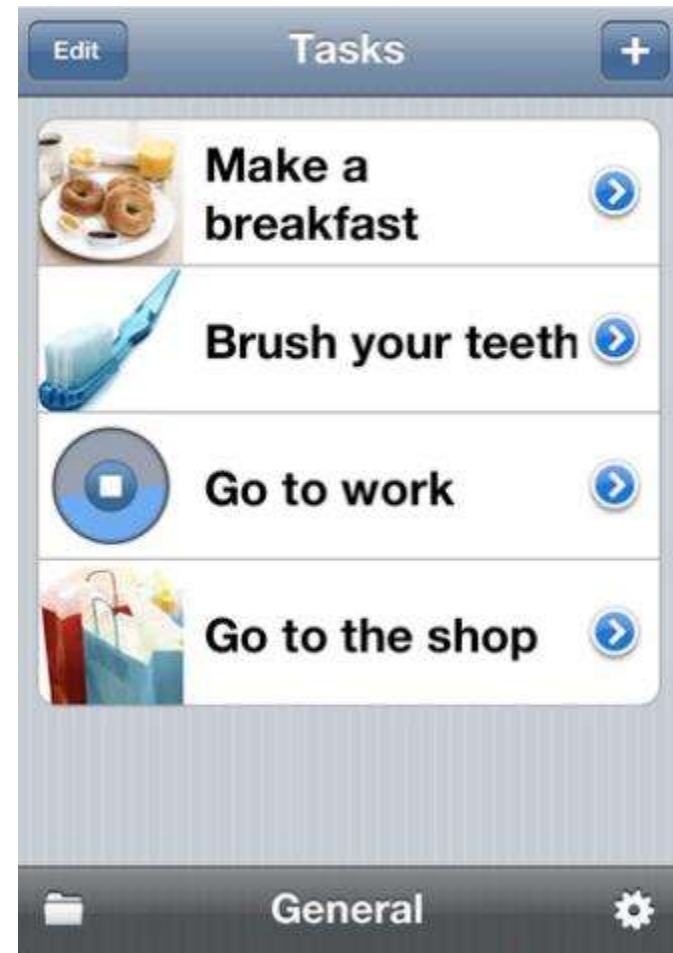 Edit Tasks +
Make a
breakfast
Brush your teeth
Go to work
Go to the shop
General